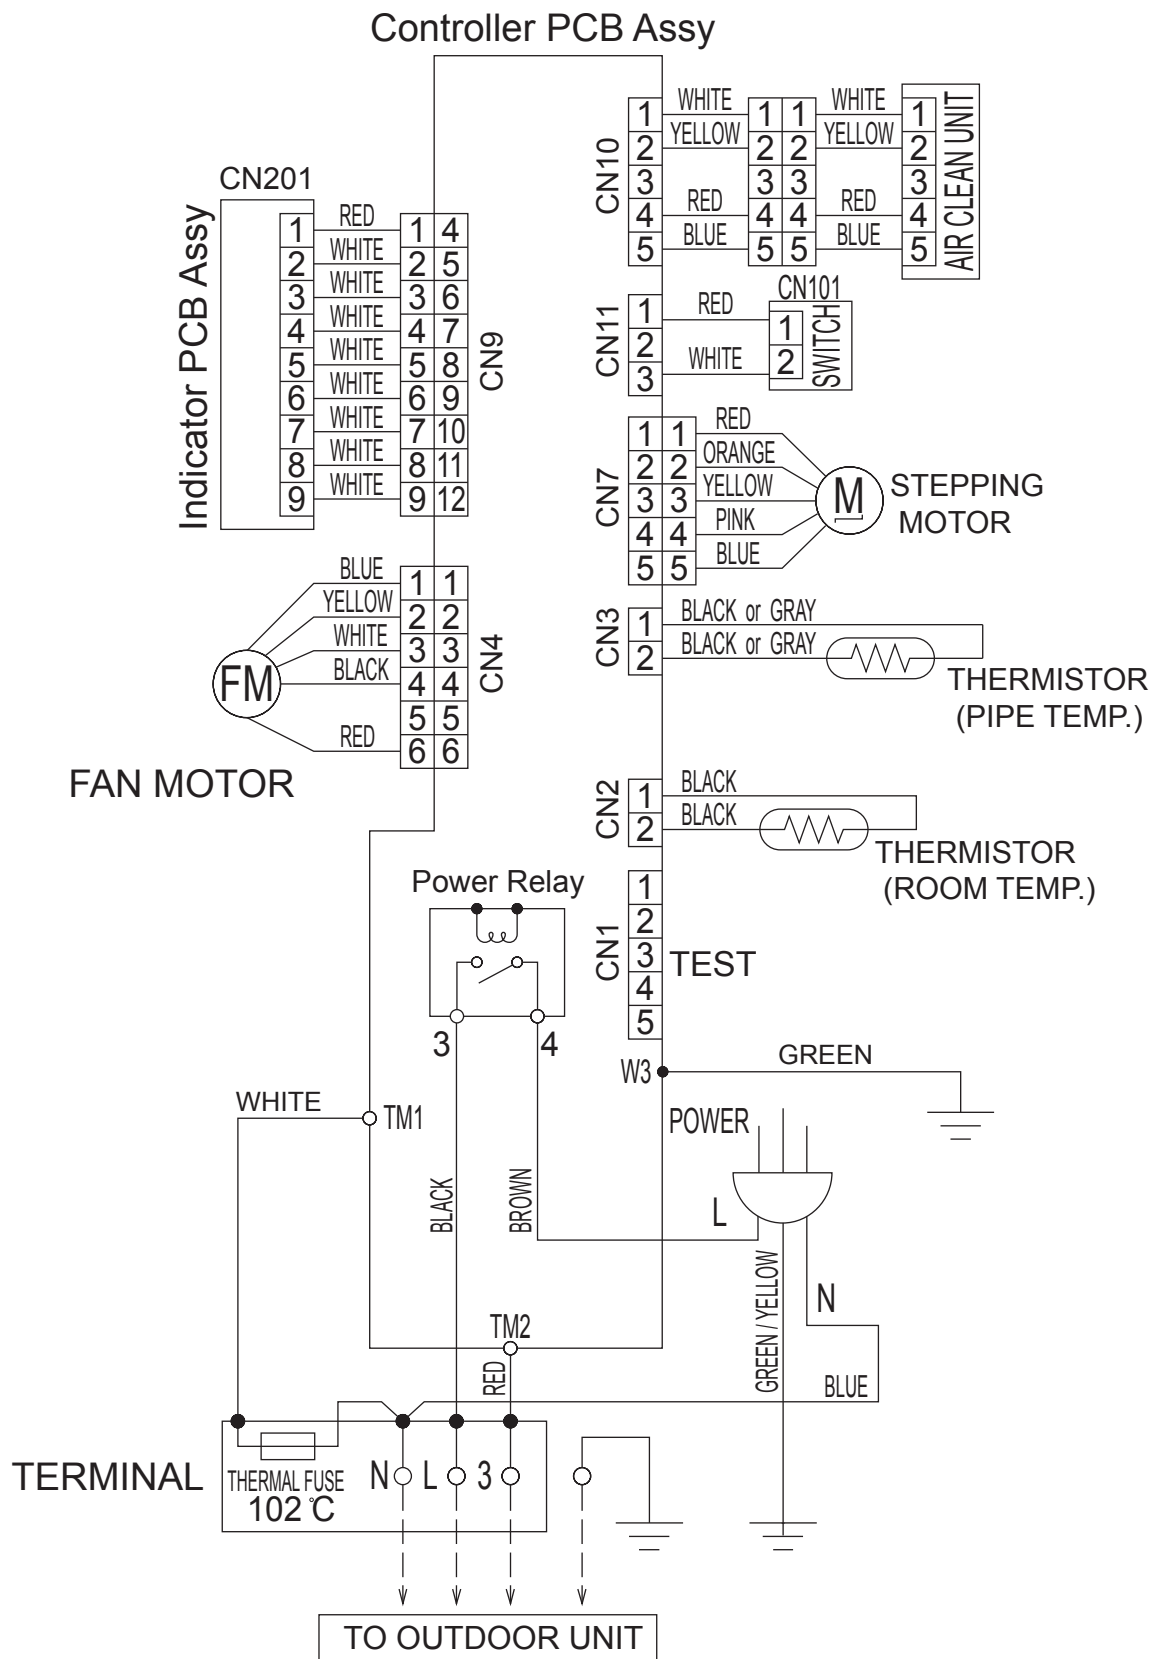 Controller PCB Assy
CN201
Indicator PCB Assy
1 RED 1 4
2 WHITE 2 5
3 WHITE 3 6
4 WHITE 4 7
5 WHITE 5 8
6 WHITE 6 9
7 WHITE 7 10
8 WHITE 8 11
9 WHITE 9 12
CN9
CN10
1 WHITE 1 1 WHITE 1
2 YELLOW 2 2 YELLOW 2
3 3 3 3
4 RED 4 4 RED 4
5 BLUE 5 5 BLUE 5
AIR CLEAN UNIT
CN11
CN101
1 RED 1
2
3 WHITE 2
SWITCH
CN7
1 1 RED
2 2 ORANGE
3 3 YELLOW
4 4 PINK
5 5 BLUE
M
STEPPING
MOTOR
BLUE 1 1
YELLOW 2 2
WHITE 3 3
BLACK 4 4
5 5
RED 6 6
CN4
FM
FAN MOTOR
CN3
1 BLACK or GRAY
2 BLACK or GRAY
THERMISTOR
(PIPE TEMP.)
CN2
1 BLACK
2 BLACK
THERMISTOR
(ROOM TEMP.)
Power Relay
3 4
CN1
1
2
3
4
5
TEST
W3
GREEN
WHITE
TM1
POWER
BLACK
BROWN
L
N
GREEN / YELLOW
TM2
RED
BLUE
TERMINAL
THERMAL FUSE
102 °C
N L 3
TO OUTDOOR UNIT